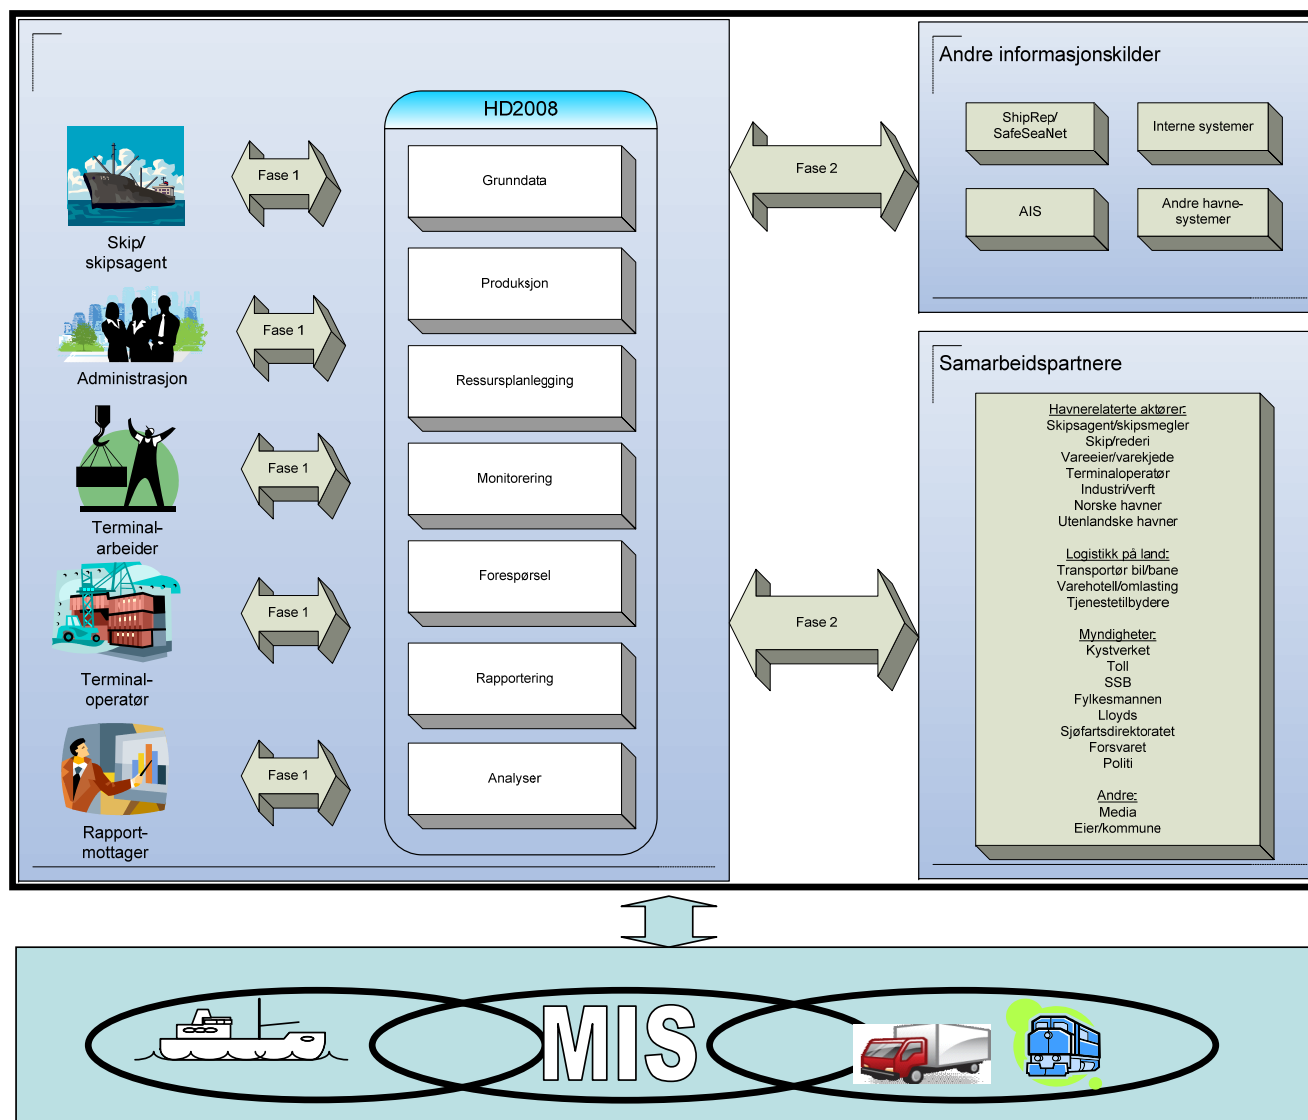 HD2008
Skip/
skipsagent
Fase 1
Administrasjon
Fase 1
Terminal-
arbeider
Fase 1
Terminal-
operatør
Fase 1
Rapport-
mottager
Fase 1
Grunndata
Produksjon
Ressursplanlegging
Monitorering
Forespørsel
Rapportering
Analyser
Fase 2
Fase 2
Andre informasjonskilder
ShipRep/
SafeSeaNet
Interne systemer
AIS
Andre havne-
systemer
Samarbeidspartnere
Havnerelaterte aktører:
Skipsagent/skipsmegler
Skip/rederi
Vareeier/varekjede
Terminaloperatør
Industri/verft
Norske havner
Utenlandske havner
Logistikk på land:
Transportør bil/bane
Varehotell/omlasting
Tjenestetilbydere
Myndigheter:
Kystverket
Toll
SSB
Fylkesmannen
Lloyds
Sjøfartsdirektoratet
Forsvaret
Politi
Andre:
Media
Eier/kommune
MIS